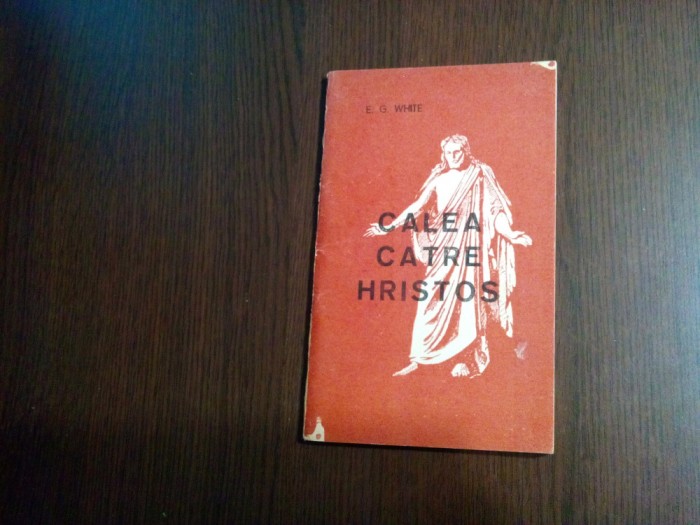 E. G. WHITE
CALEA
CATRE
HRISTOS